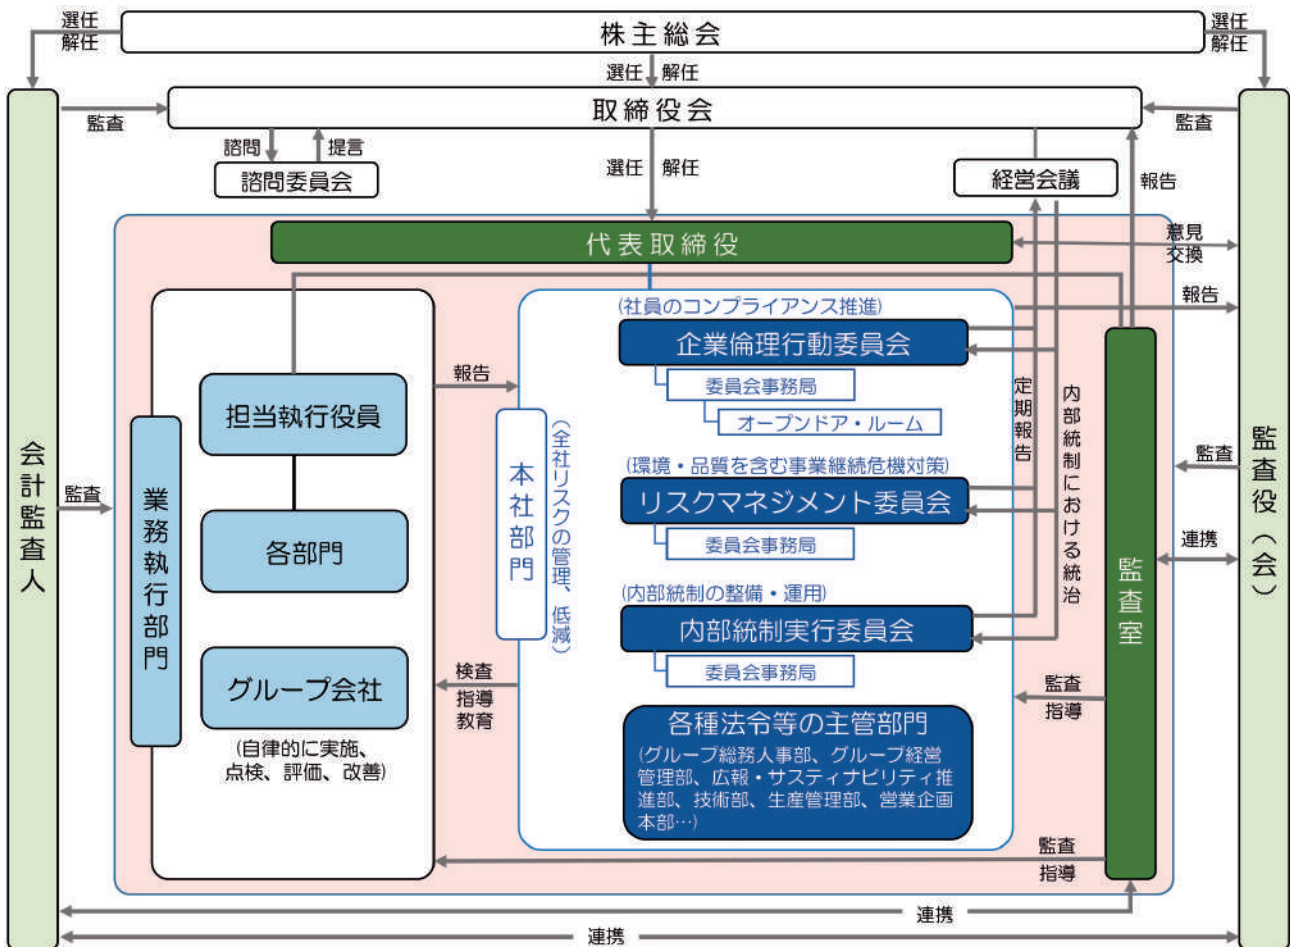 株主総会
選任
解任
選任
解任
選任 解任
取締役会
監査
監査
諮問
提言
諮問委員会
選任 解任
経営会議
報告
代表取締役
意見
交換
報告
(社員のコンプライアンス推進)
企業倫理行動委員会
委員会事務局
オープンドア・ルーム
定期報告
内部統制における統治
報告
業務執行部門
担当執行役員
各部門
グループ会社
(自律的に実施、
点検、評価、改善)
本社部門
(全社リスクの管理、低減)
(環境・品質を含む事業継続危機対策)
リスクマネジメント委員会
委員会事務局
(内部統制の整備・運用)
内部統制実行委員会
委員会事務局
検査
指導
教育
各種法令等の主管部門
(グループ総務人事部、グループ経営
管理部、広報・サスティナビリティ推
進部、技術部、生産管理部、営業企画
本部…)
監査
指導
監査
指導
監査室
会計監査人
監査
監査役(会)
監査
連携
連携
連携